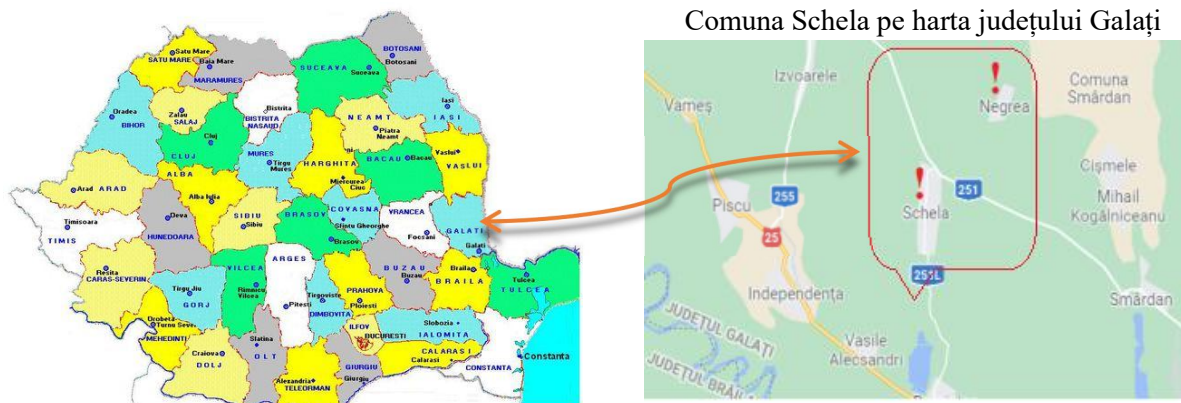 Comuna Schela pe harta județului Galați
Satu Mare
SATU MARE
Baia Mare
MARAMURES
SUCEAVA
Suceava
BOTOSANI
Botosani
Oradea
BIHOR
Zalau
SALAJ
Bistrita
BISTRITA
NASAUD
Iasi
IASI
NEAMT
Piatra
Neamt
Cluj
CLUJ
MURES
Tirgu
Mures
HARGHITA
Miercurea
Ciuc
BACAU
Bacau
Vaslui
VASLUI
ARAD
Arad
ALBA
Alba Iulia
Timisoara
TIMIS
Deva
HUNEDOARA
SIBIU
Sibiu
BRASOV
Brasov
COVASNA
Sfintu Gheorghe
VRANCEA
Focsani
GALATI
Galati
Resita
CARAS-SEVERIN
Tirgu Jiu
GORJ
VILCEA
Rimnicu
Vilcea
ARGES
Pitesti
Tirgoviste
DIMBOVITA
PRAHOVA
Ploiesti
BUZAU
Buzau
Braila
BRAILA
Tulcea
TULCEA
Drobeta-
Turnu Seve
MEHEDINTI
Craiova
DOLJ
Slatina
OLT
ILFOV
BUCURESTI
Slobozia
IALOMITA
CALARASI
Calarasi
Constanta
CONSTANTA
Alexandria
TELEORMAN
GIURGIU
Giurgiu
Izvoarele
Vameș
Negrea
Comuna
Smârdan
Cișmele
Mihail
Kogălniceanu
251
255
Schela
Piscu
25
251L
Independența
Smârdan
Vasile
Alecsandri
JUDEȚUL GALAȚI
JUDEȚUL BRĂILA